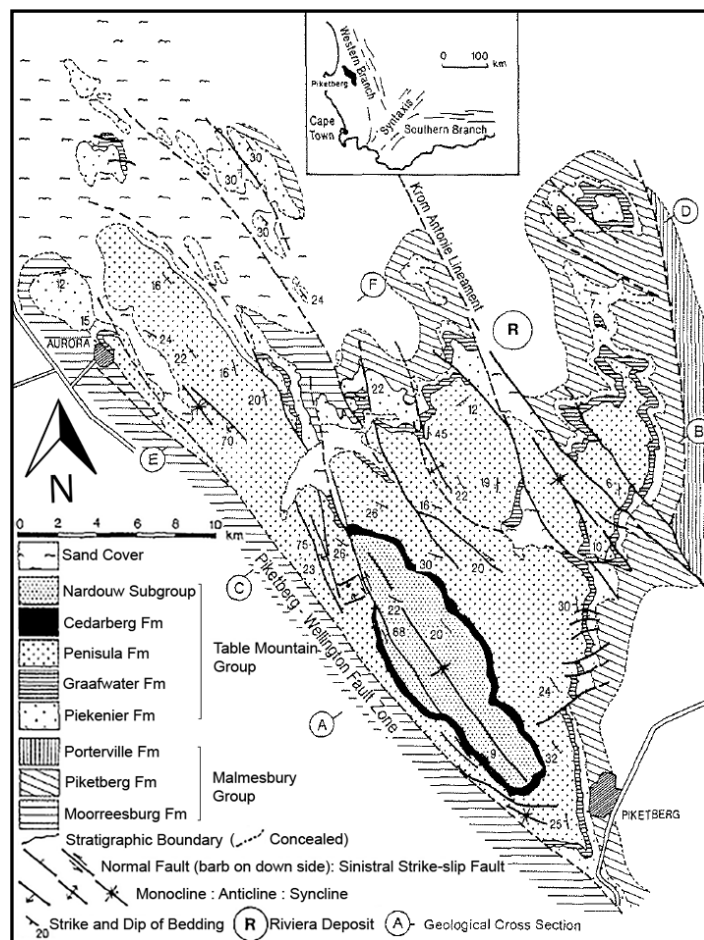 Western Branch
Piketberg
Cape
Town
Syntaxis
Southern Branch
0 100
km
Krom Antonie Lineament
D
F
R
30
30
30
24
12
16
15
AURORA
24
22
16
20
70
22
12
45
B
E
N
19
22
6
16
26
10
0 2 4 6 8 10
km
75
26
23
30
20
30
C
22
68
20
24
Piketberg - Wellington Fault Zone
A
9
32
25
PIKETBERG
Sand Cover
Nardouw Subgroup
Cedarberg Fm
Penisula Fm
Graafwater Fm
Piekenier Fm
Table Mountain
Group
Porterville Fm
Piketberg Fm
Moorreesburg Fm
Malmesbury
Group
Stratigraphic Boundary ( Concealed)
Normal Fault (barb on down side): Sinistral Strike-slip Fault
Monocline : Anticline : Syncline
20 Strike and Dip of Bedding R Riviera Deposit A - Geological Cross Section